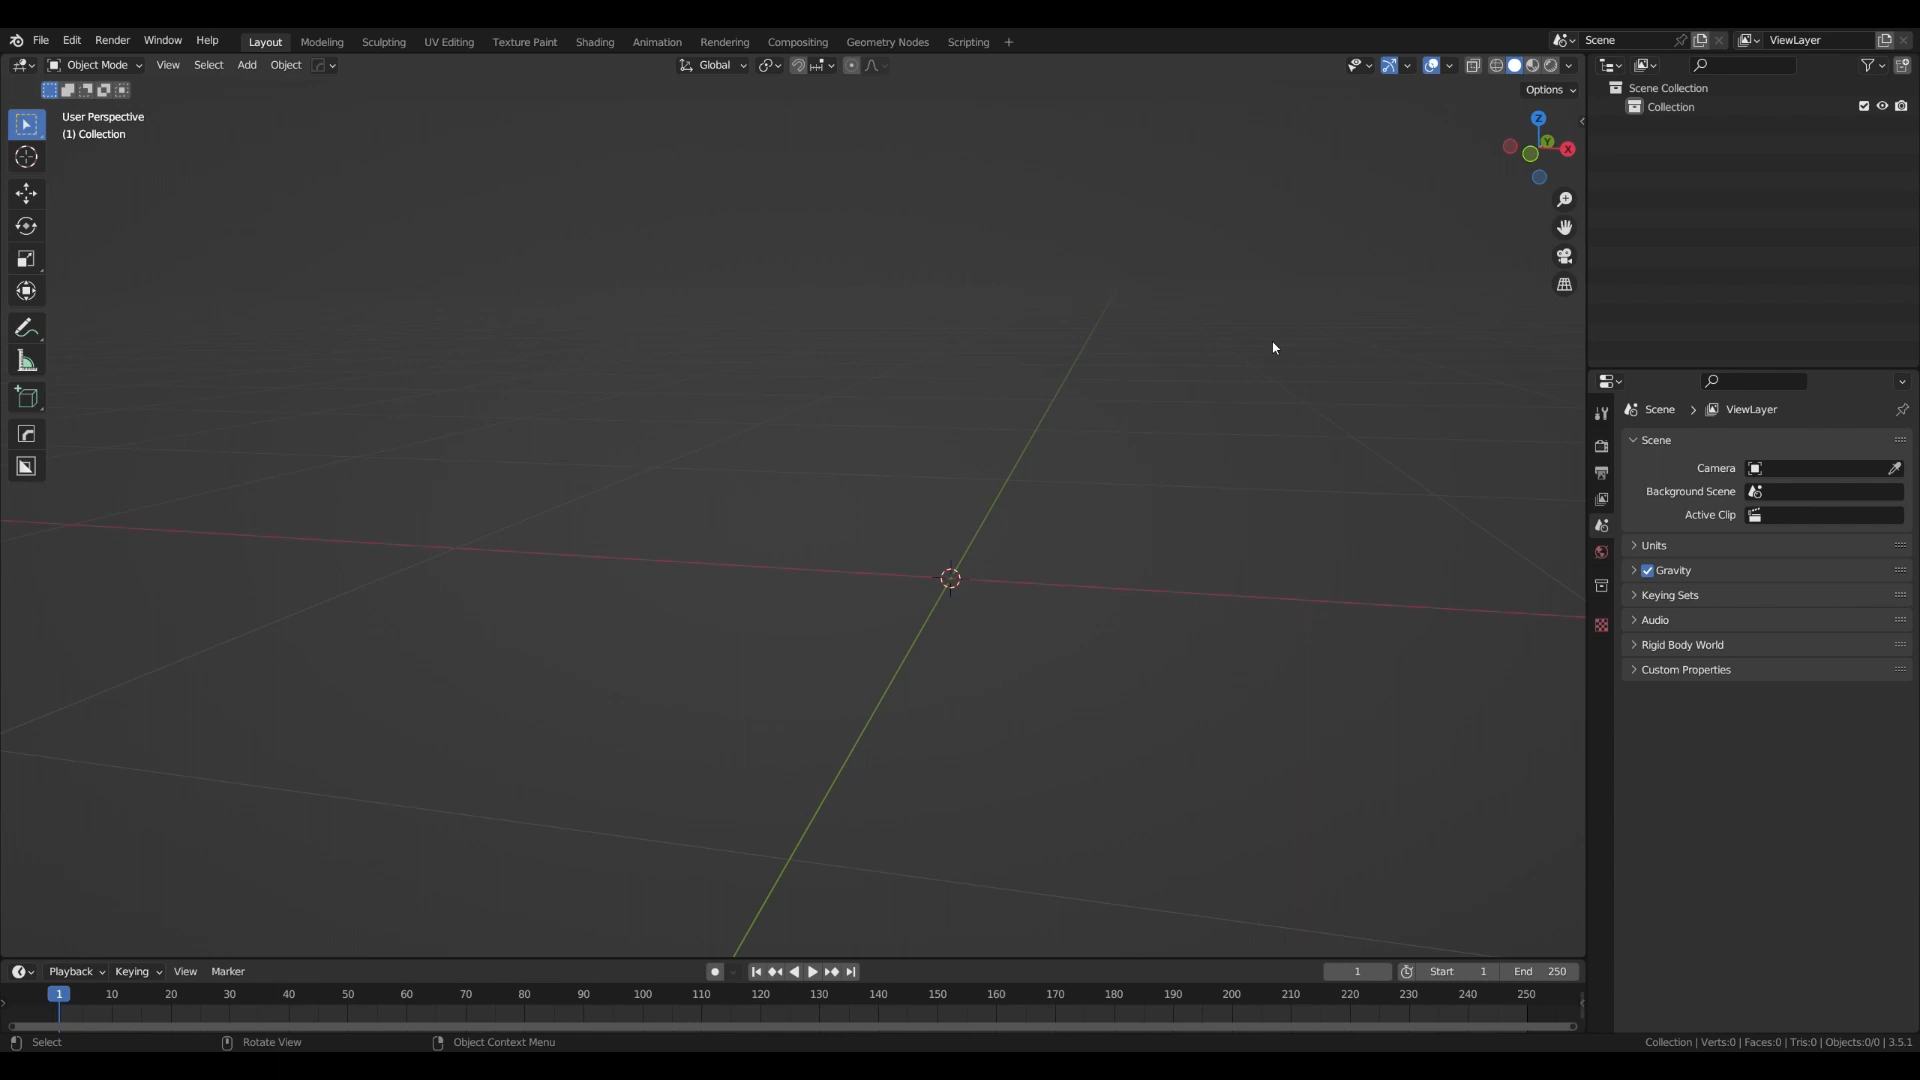 File Edit Render Window Help Layout Modeling Sculpting UV Editing Texture Paint Shading Animation Rendering Compositing Geometry Nodes Scripting + Scene ViewLayer
Object Mode View Select Add Object Global
Options
User Perspective
(1) Collection
Z
Y
X
Scene Collection
Collection
Scene ViewLayer
Scene
Camera
Background Scene
Active Clip
Units
Gravity
Keying Sets
Audio
Rigid Body World
Custom Properties
Playback Keying View Marker 1 Start 1 End 250
1 10 20 30 40 50 60 70 80 90 100 110 120 130 140 150 160 170 180 190 200 210 220 230 240 250
Select Rotate View Object Context Menu Collection | Verts:0 | Faces:0 | Tris:0 | Objects:0/0 | 3.5.1